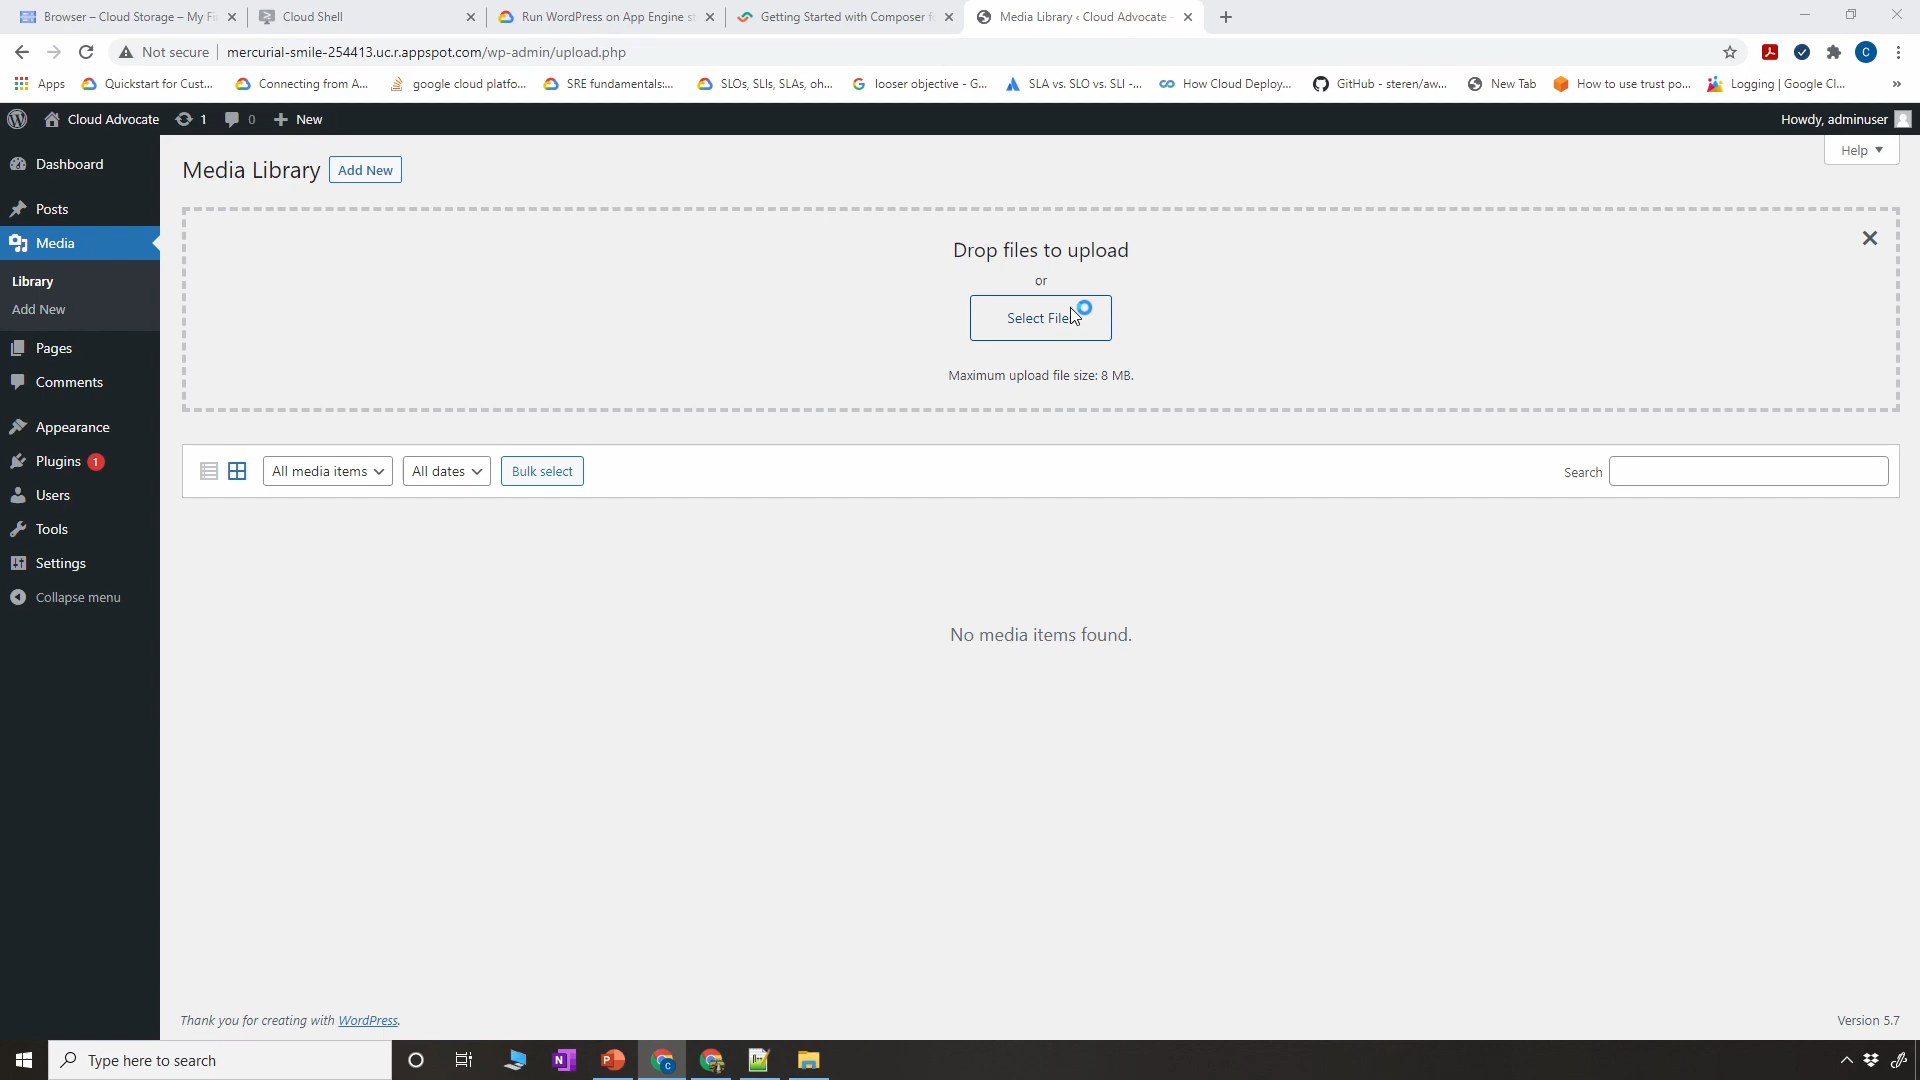 Browser – Cloud Storage – My Fi
Cloud Shell
Run WordPress on App Engine st
Getting Started with Composer f
Media Library ‹ Cloud Advocate -
Not secure
mercurial-smile-254413.uc.r.appspot.com/wp-admin/upload.php
C
Apps
Quickstart for Cust...
Connecting from A...
google cloud platfo...
SRE fundamentals:...
SLOs, SLIs, SLAs, oh...
looser objective - G...
SLA vs. SLO vs. SLI -...
How Cloud Deploy...
GitHub - steren/aw...
New Tab
How to use trust po...
Logging | Google Cl...
»
Cloud Advocate
1
0
New
Howdy, adminuser
Dashboard
Posts
Media
Library
Add New
Pages
Comments
Appearance
Plugins 1
Users
Tools
Settings
Collapse menu
Help
Media Library
Add New
Drop files to upload
or
Select File
Maximum upload file size: 8 MB.
All media items
All dates
Bulk select
Search
No media items found.
Thank you for creating with WordPress.
Version 5.7
Type here to search